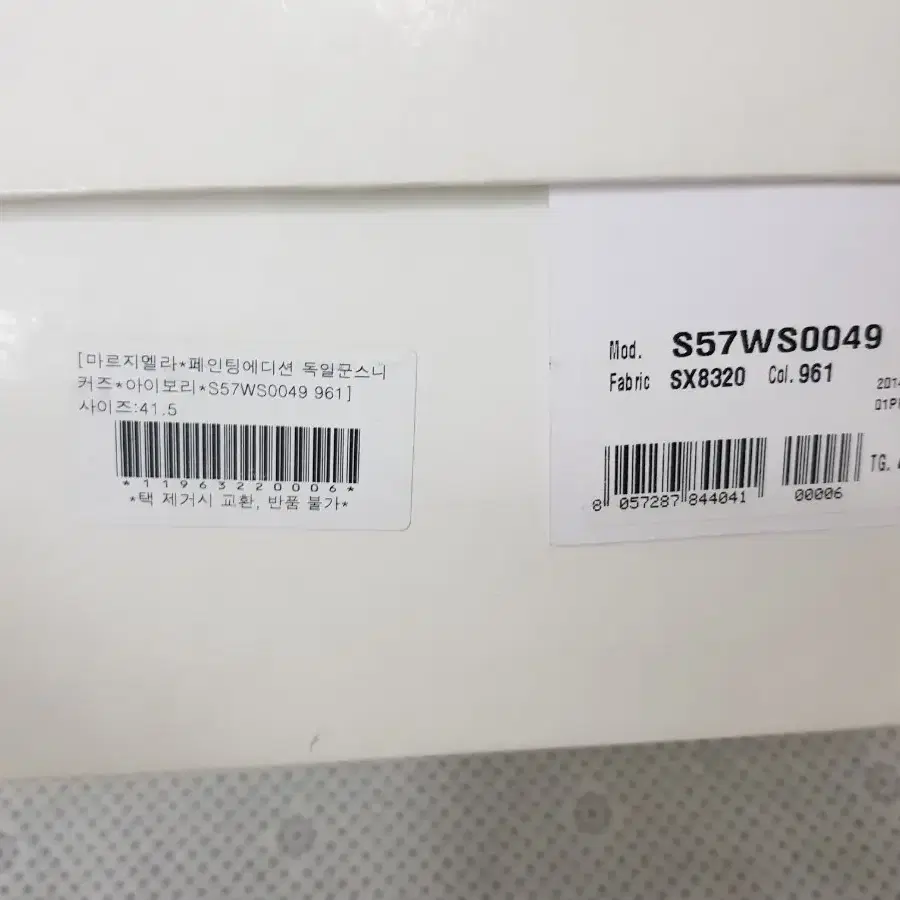 [마르지멜라*페인팅에디션 독일군스니
커즈*아이보리*S57WS0049 961]
사이즈:41.5
*11963220006*
*택 제거시 교환, 반품 불가*
Mod. S57WS0049
Fabric SX8320 Col. 961
8 057287 844041 00006
TG.